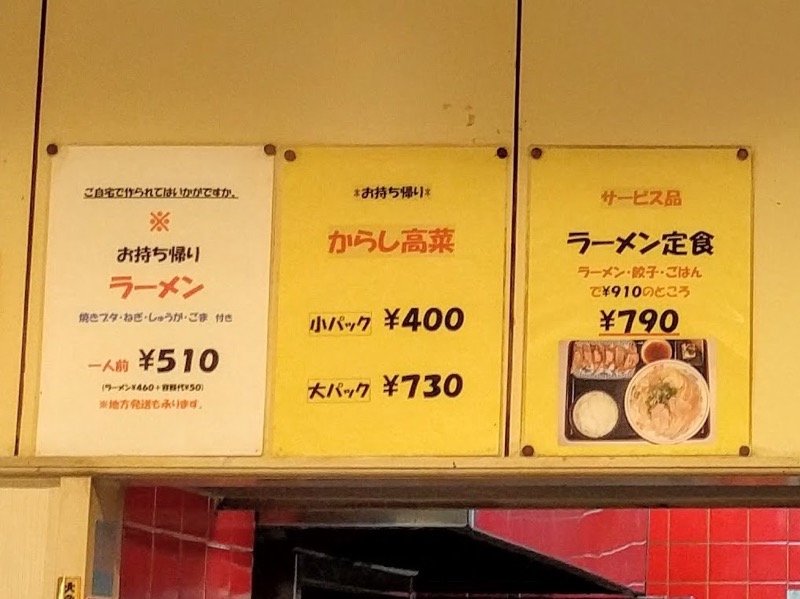 ご自宅で作られてはいかがですか。
※
お持ち帰り
ラーメン
焼きブタ・ねぎ・しゅうが・ごま 付き
一人前 ¥510
(ラーメン¥460+容器代¥50)
※地方発送も承ります。
*お持ち帰り*
からし高菜
小パック ¥400
大パック ¥730
サービス品
ラーメン定食
ラーメン・餃子・ごはん
で¥910のところ
¥790